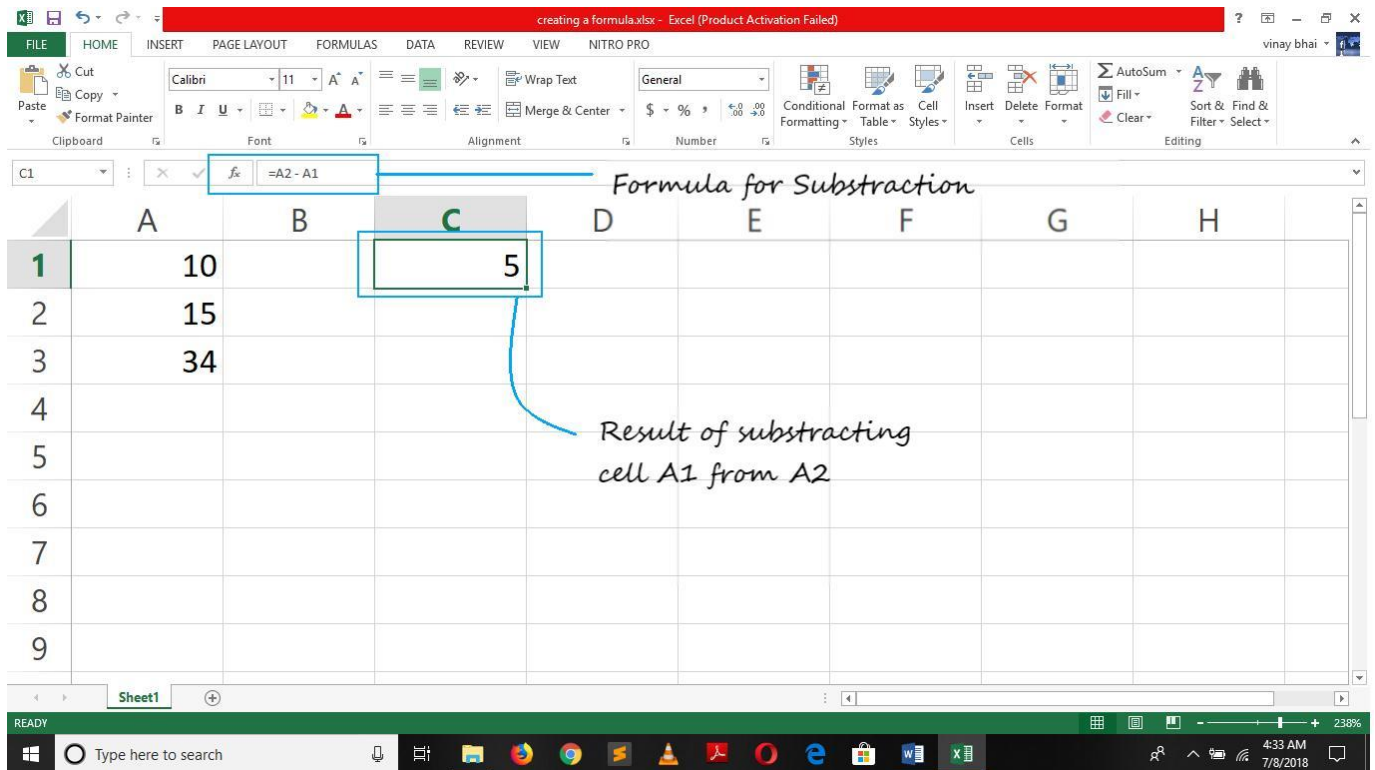 creating a formula.xlsx - Excel (Product Activation Failed)
?
FILE HOME INSERT PAGE LAYOUT FORMULAS DATA REVIEW VIEW NITRO PRO vinay bhai
Paste
Cut
Copy
Format Painter
Clipboard
Calibri 11 A A
B I U A
Font
Wrap Text
Merge & Center
Alignment
General
$ % , .0 .00 .00 .0
Number
Conditional Formatting
Format as Table
Cell Styles
Styles
Insert Delete Format
Cells
AutoSum
Fill
Clear
Sort & Filter
Find & Select
Editing
C1 fx =A2 - A1
Formula for Substraction
A B C D E F G H
1 10 5
2 15
3 34
4
5
6
7
8
9
Result of substracting
cell A1 from A2
Sheet1
READY 238%
Type here to search
4:33 AM
7/8/2018